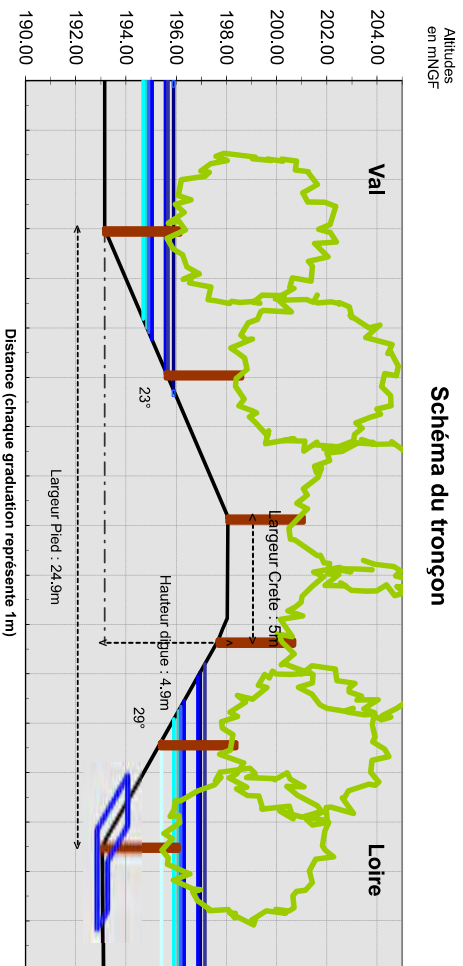 Schéma du tronçon
Altitudes
en mNGF
204.00
202.00
200.00
198.00
196.00
194.00
192.00
190.00
Val
Loire
Largeur Crete : 5m
Hauteur digue : 4.9m
23°
29°
Largeur Pied : 24.9m
Distance (chaque graduation représente 1m)